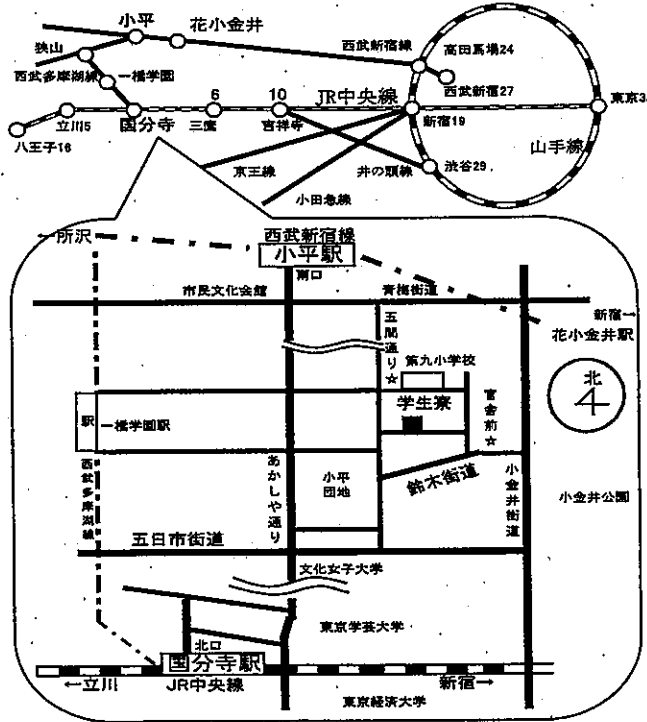 小平
花小金井
狭山
西武新宿線
高田馬場24
西武多摩湖線
一橋学園
西武新宿27
6
10
JR中央線
東京3
立川5
国分寺
三鷹
吉祥寺
新宿19
八王子16
山手線
京王線
井の頭線
渋谷29
小田急線
←所沢
西武新宿線
小平駅
南口
市民文化会館
青梅街道
新宿→
花小金井駅
五間通り☆
第九小学校
北
学生寮
官舎前☆
駅
一橋学園駅
西武多摩湖線
あかしや通り
小平
団地
鈴木街道
小金井街道
小金井公園
五日市街道
文化女子大学
東京学芸大学
北口
国分寺駅
←立川
JR中央線
新宿→
東京経済大学